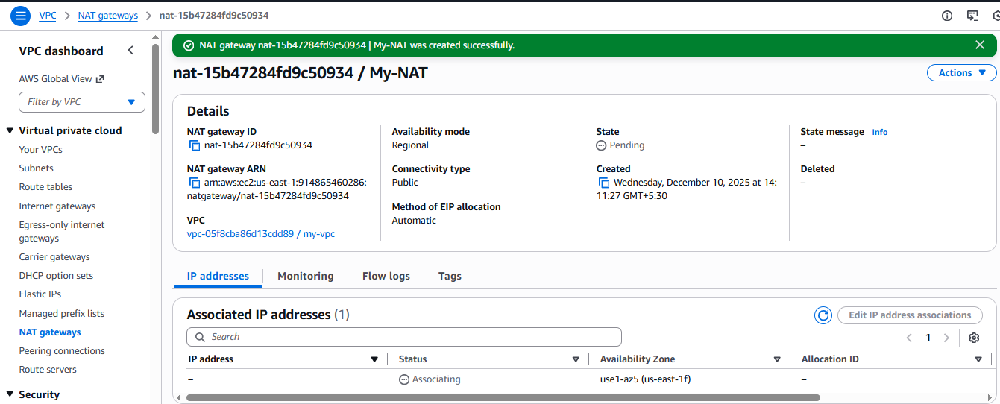 VPC > NAT gateways > nat-15b47284fd9c50934
VPC dashboard
AWS Global View
Filter by VPC
Virtual private cloud
Your VPCs
Subnets
Route tables
Internet gateways
Egress-only internet
gateways
Carrier gateways
DHCP option sets
Elastic IPs
Managed prefix lists
NAT gateways
Peering connections
Route servers
Security
NAT gateway nat-15b47284fd9c50934 | My-NAT was created successfully.
nat-15b47284fd9c50934 / My-NAT
Actions
Details
NAT gateway ID
nat-15b47284fd9c50934
NAT gateway ARN
arn:aws:ec2:us-east-1:914865460286:
natgateway/nat-15b47284fd9c50934
VPC
vpc-05f8cba86d13cdd89 / my-vpc
Availability mode
Regional
Connectivity type
Public
Method of EIP allocation
Automatic
State
Pending
Created
Wednesday, December 10, 2025 at 14:
11:27 GMT+5:30
State message Info
–
Deleted
–
IP addresses Monitoring Flow logs Tags
Associated IP addresses (1)
Edit IP address associations
Search
1
IP address Status Availability Zone Allocation ID
– Associating use1-az5 (us-east-1f) –